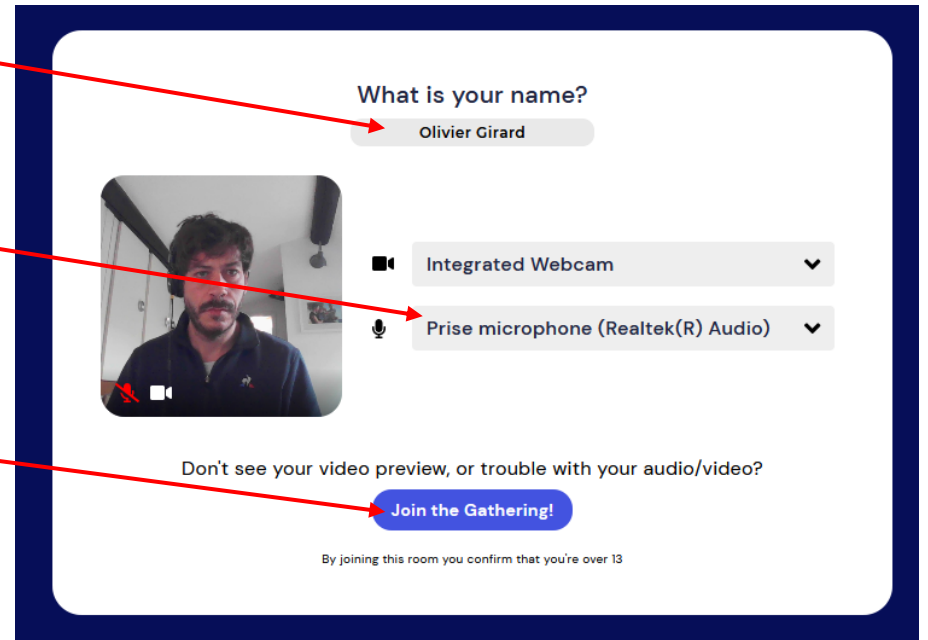 What is your name?
Olivier Girard
Integrated Webcam
Prise microphone (Realtek(R) Audio)
Don't see your video preview, or trouble with your audio/video?
Join the Gathering!
By joining this room you confirm that you're over 13